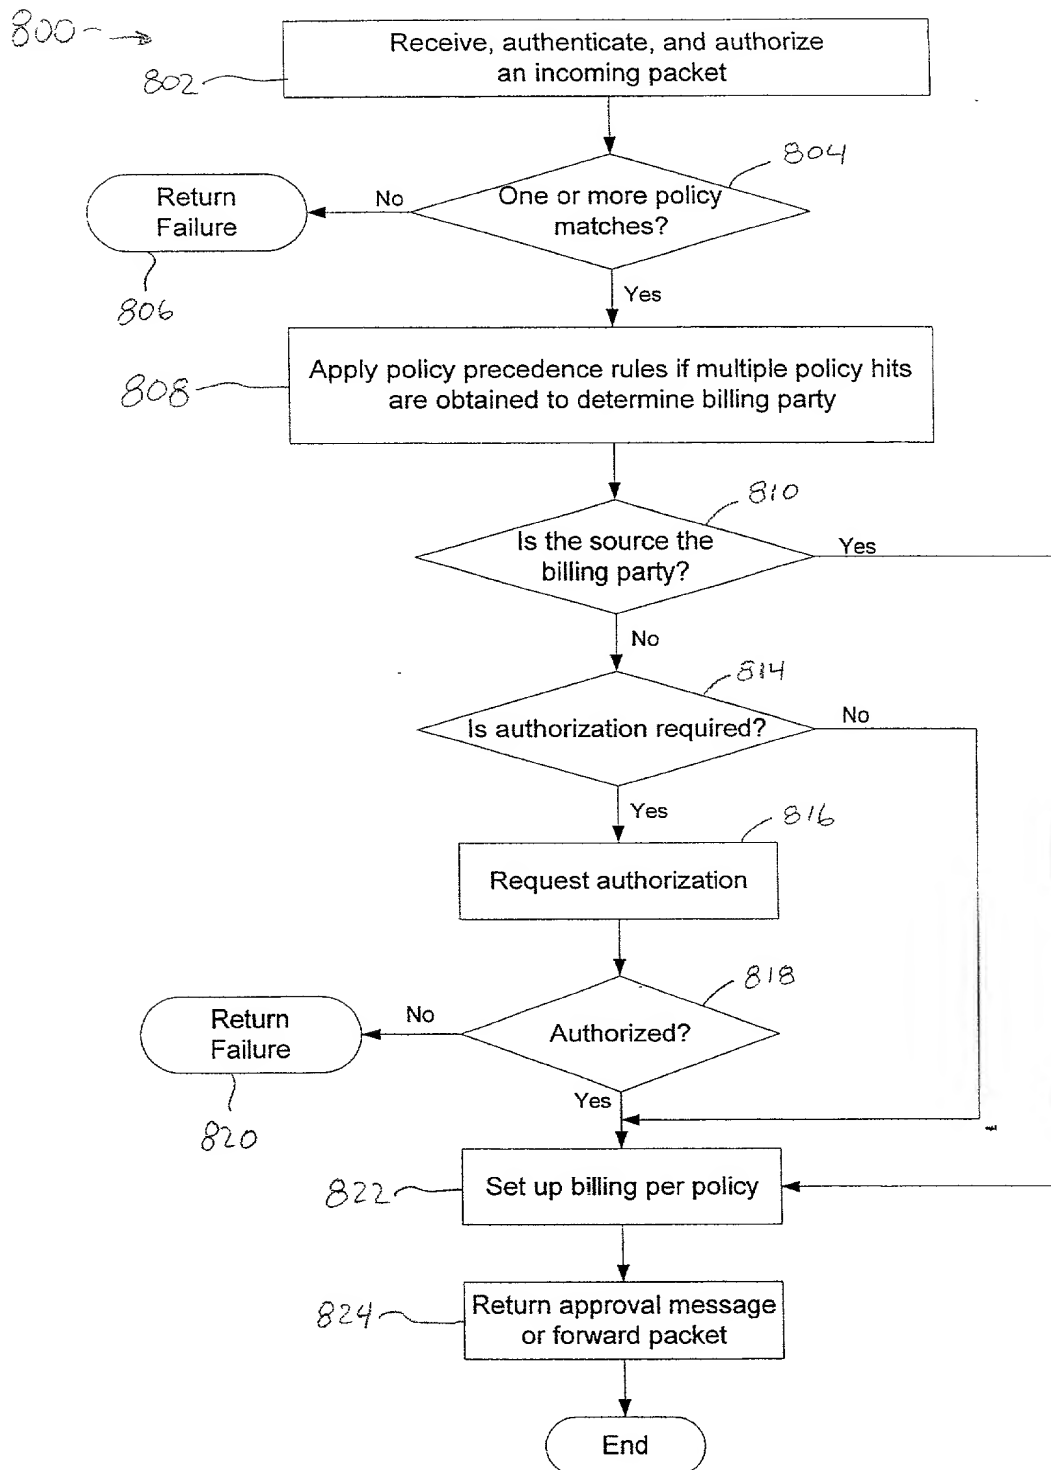 800
Receive, authenticate, and authorize
an incoming packet
802
804
One or more policy
matches?
No
Return
Failure
806
Yes
Apply policy precedence rules if multiple policy hits
are obtained to determine billing party
808
810
Is the source the
billing party?
Yes
No
814
Is authorization required?
No
Yes
816
Request authorization
818
Authorized?
No
Return
Failure
820
Yes
Set up billing per policy
822
Return approval message
or forward packet
824
End